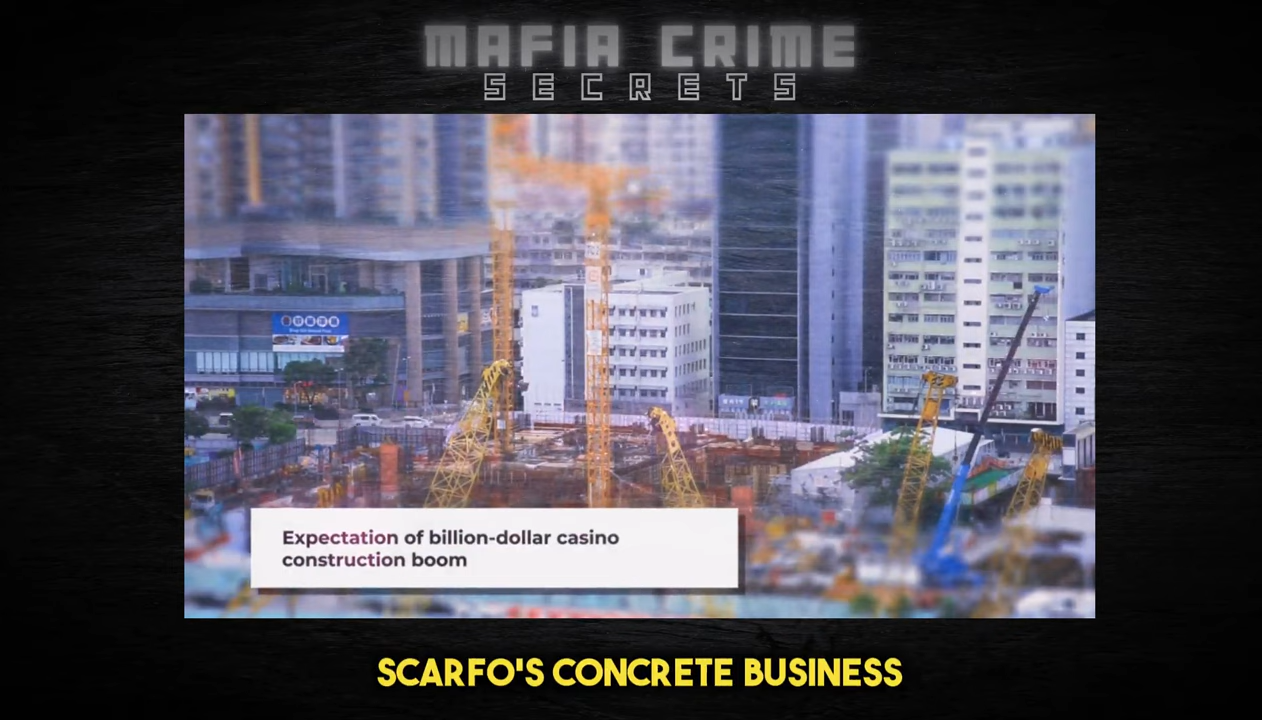 MAFIA CRIME
SECRETS
Expectation of billion-dollar casino
construction boom
SCARFO'S CONCRETE BUSINESS